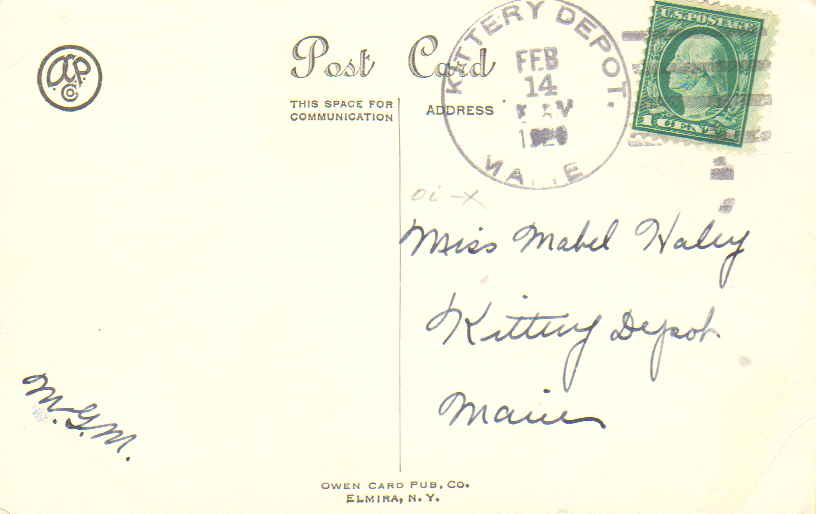 Post Card
THIS SPACE FOR
COMMUNICATION
ADDRESS
KITTERY DEPOT.
FEB
14
MAINE
U.S. POSTAGE
1 CENT 1
oi-x
Miss Mabel Haley
Kittery Depot
Maine
M.G.M.
OWEN CARD PUB. CO.
ELMIRA, N. Y.